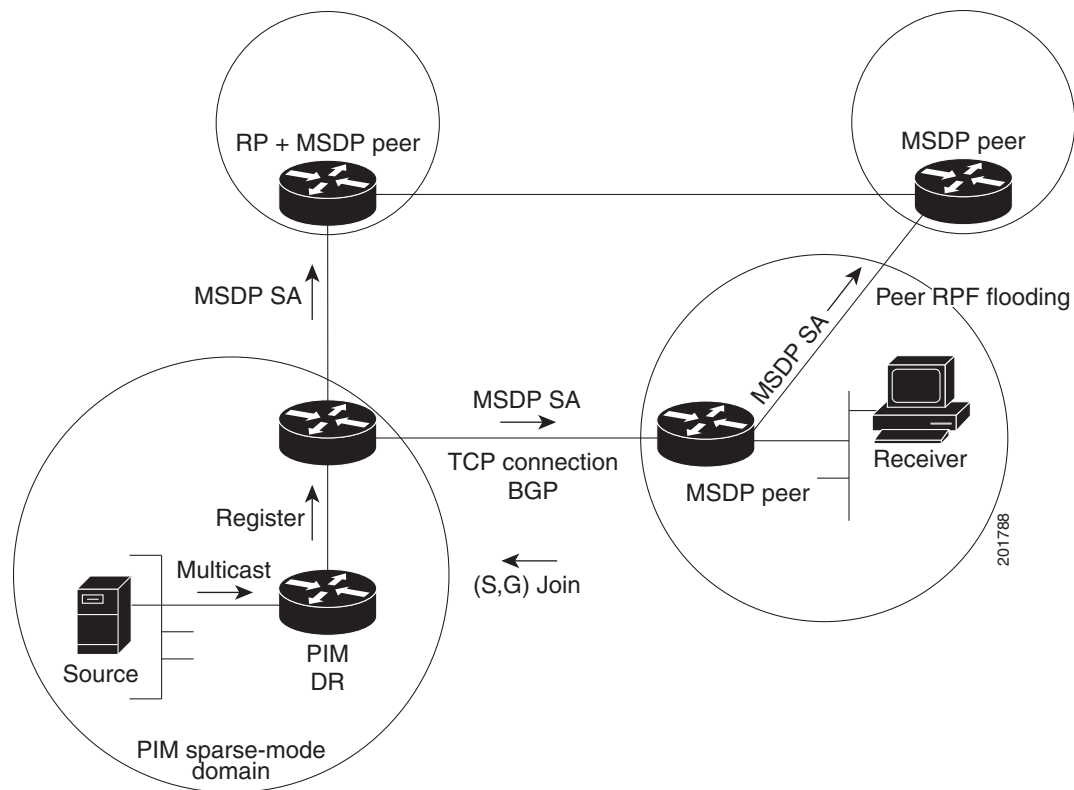 RP + MSDP peer
MSDP peer
MSDP SA
Peer RPF flooding
MSDP SA
MSDP SA
TCP connection
BGP
Receiver
MSDP peer
Register
201788
Multicast
(S,G) Join
Source
PIM
DR
PIM sparse-mode
domain